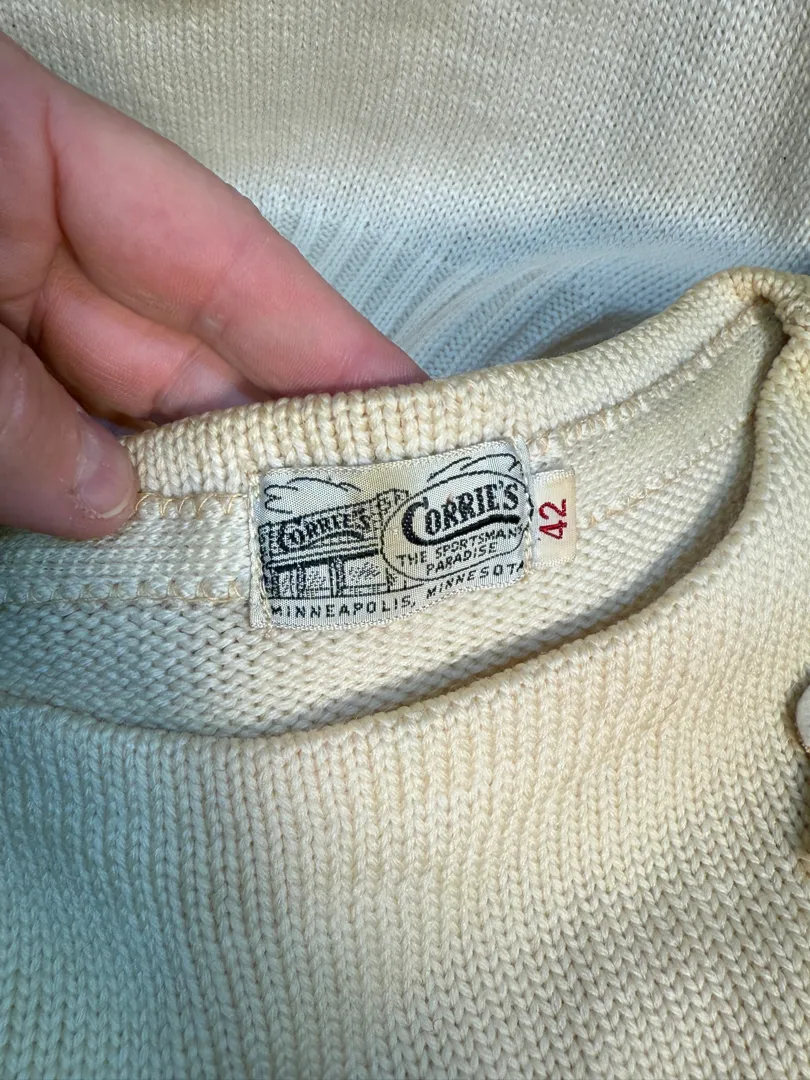 CORRIE'S
CORRIE'S
THE SPORTSMAN'S
PARADISE
MINNEAPOLIS, MINNESOTA
42